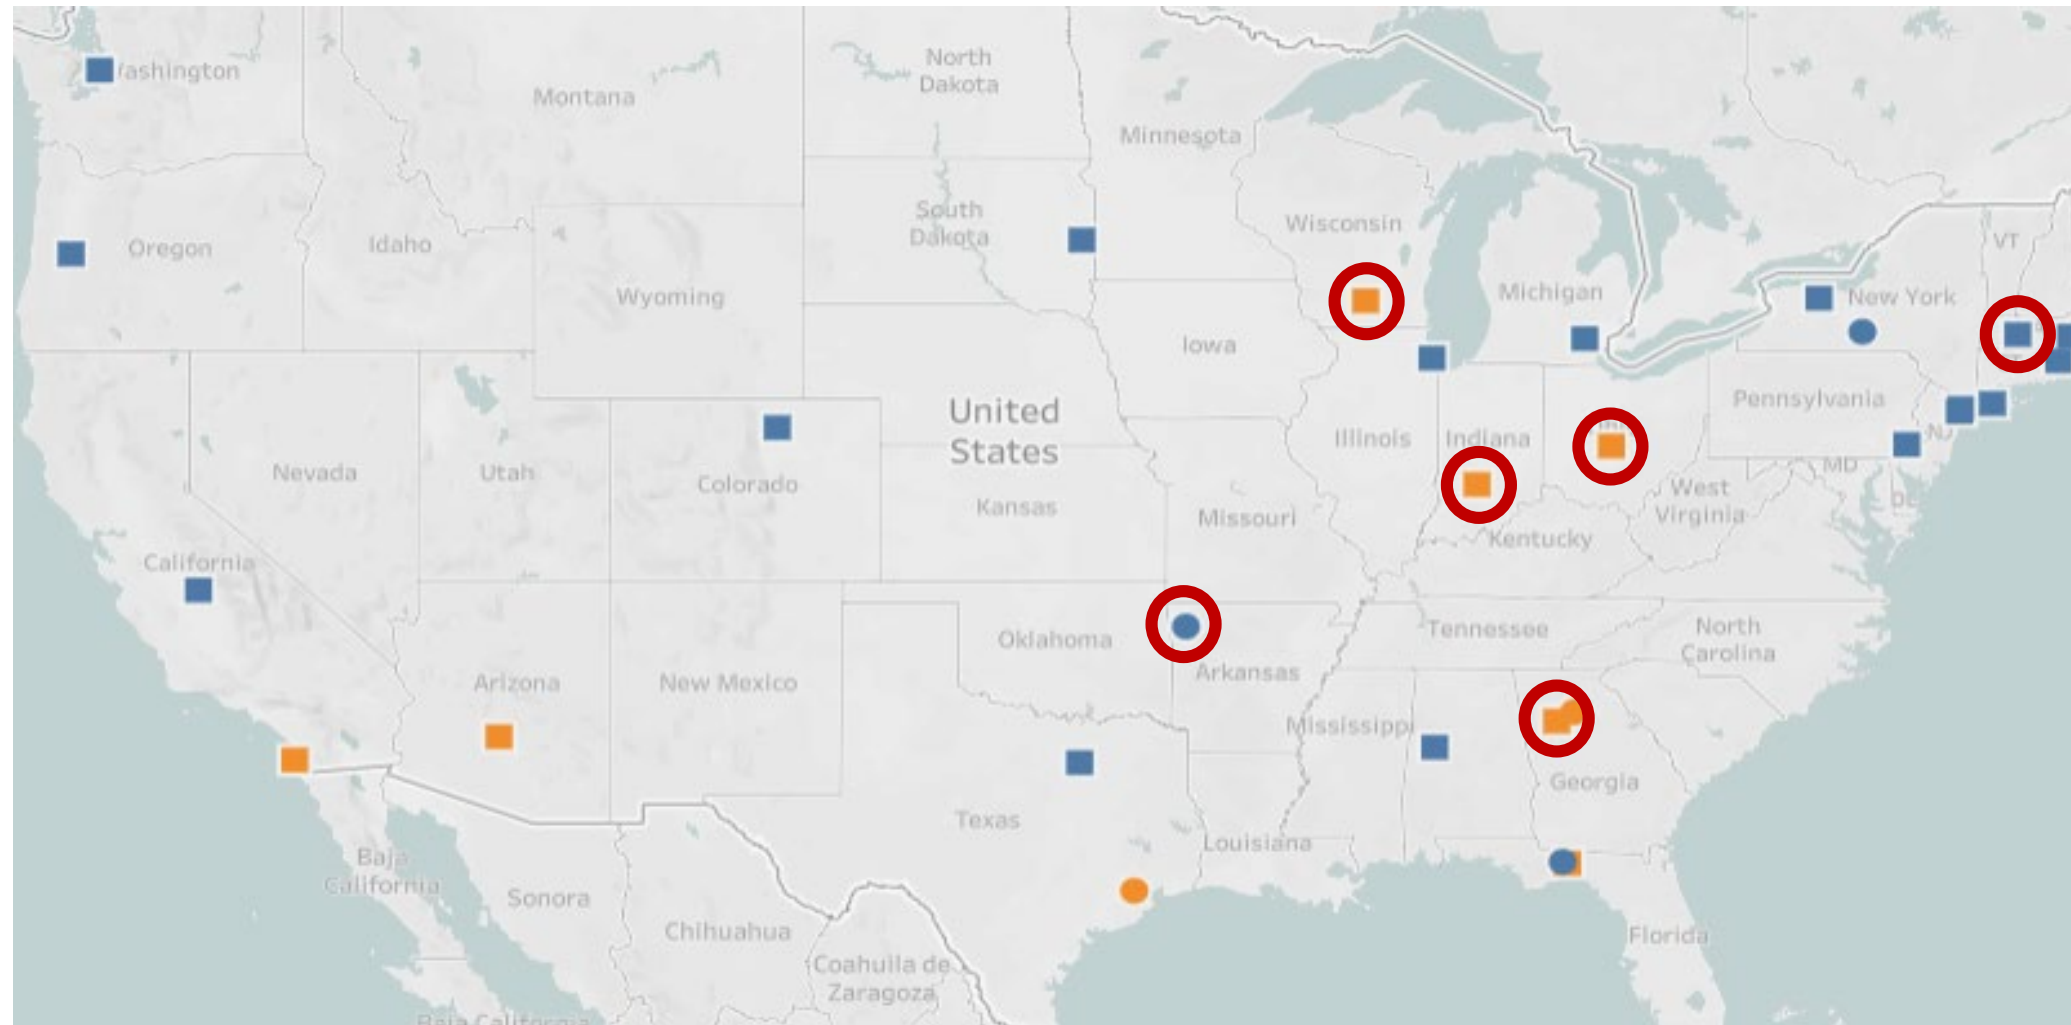 ashington
Montana
North
Dakota
Minnesota
South
Dakota
Wisconsin
Oregon
Idaho
VT
Wyoming
Michigan
New York
Iowa
United
States
Pennsylvania
Illinois
Indiana
NJ
Nevada
Utah
Colorado
MD
Kansas
West
Virginia
DE
Missouri
Kentucky
California
Oklahoma
Tennessee
North
Carolina
Arkansas
Arizona
New Mexico
Mississippi
Georgia
Texas
Louisiana
Baja
California
Sonora
Chihuahua
Florida
Coahuila de
Zaragoza
Baja California